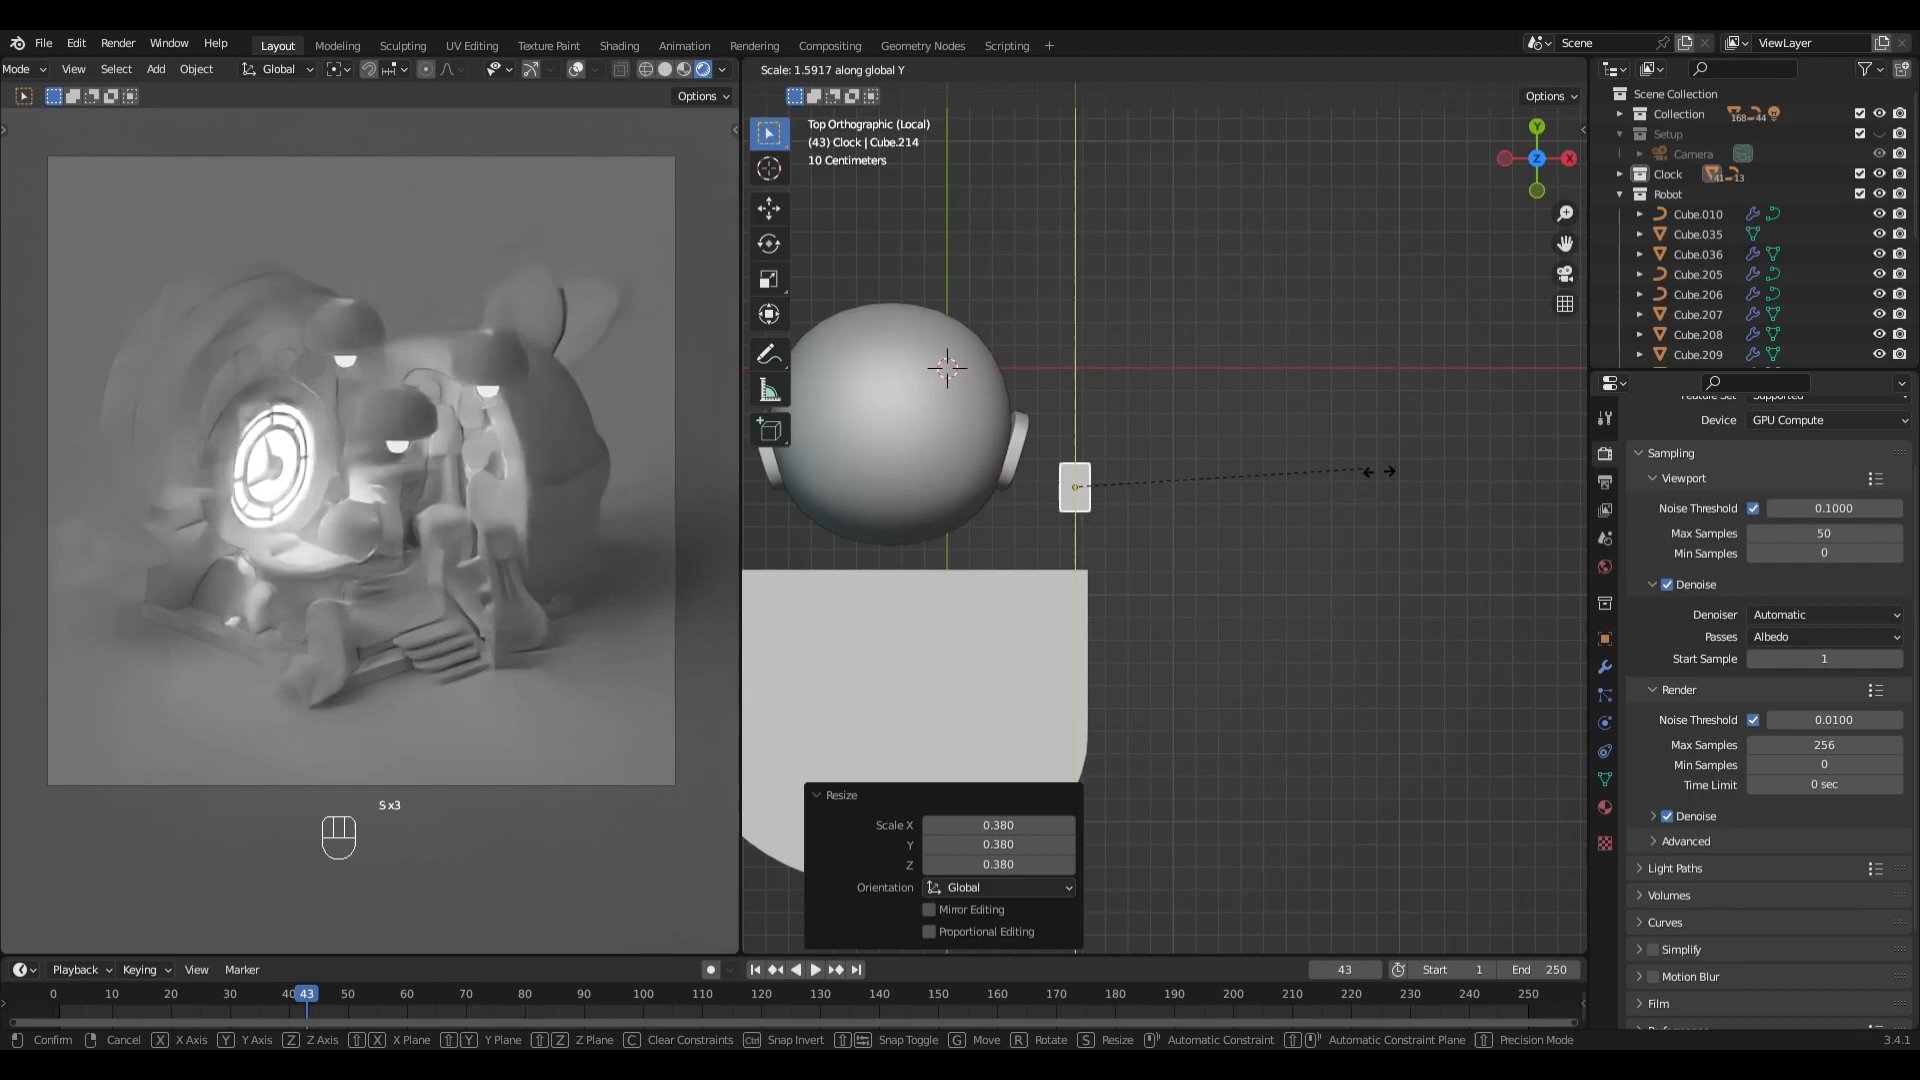 File Edit Render Window Help
Layout Modeling Sculpting UV Editing Texture Paint Shading Animation Rendering Compositing Geometry Nodes Scripting +
Scene
ViewLayer
Mode View Select Add Object Global
Scale: 1.5917 along global Y
Options
Options
Top Orthographic (Local)
(43) Clock | Cube.214
10 Centimeters
Y
Z
X
Scene Collection
Collection 168 44
Setup
Camera
Clock 41 13
Robot
Cube.010
Cube.035
Cube.036
Cube.205
Cube.206
Cube.207
Cube.208
Cube.209
Device GPU Compute
Sampling
Viewport
Noise Threshold 0.1000
Max Samples 50
Min Samples 0
Denoise
Denoiser Automatic
Passes Albedo
Start Sample 1
Render
Noise Threshold 0.0100
Max Samples 256
Min Samples 0
Time Limit 0 sec
Denoise
Advanced
Light Paths
Volumes
Curves
Simplify
Motion Blur
Film
S x3
Resize
Scale X 0.380
Y 0.380
Z 0.380
Orientation Global
Mirror Editing
Proportional Editing
Playback Keying View Marker
43 Start 1 End 250
0 10 20 30 40 43 50 60 70 80 90 100 110 120 130 140 150 160 170 180 190 200 210 220 230 240 250
Confirm Cancel X X Axis Y Y Axis Z Z Axis X X Plane Y Y Plane Z Z Plane C Clear Constraints Ctrl Snap Invert Snap Toggle G Move R Rotate S Resize Automatic Constraint Automatic Constraint Plane Precision Mode 3.4.1